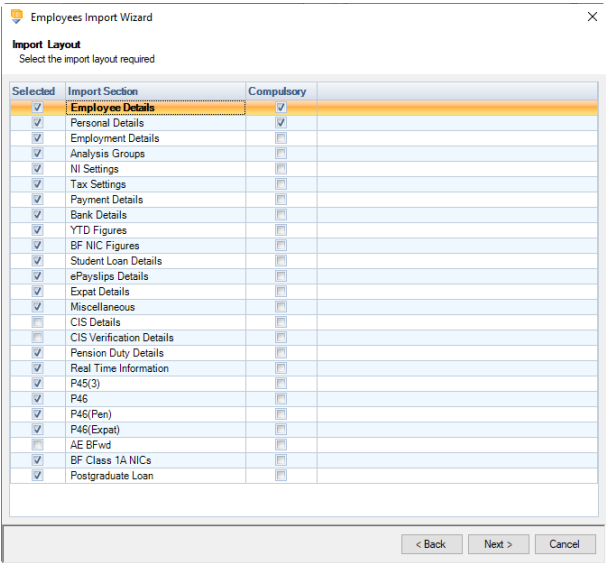 Employees Import Wizard
Import Layout
Select the import layout required
Selected Import Section Compulsory
Employee Details
Personal Details
Employment Details
Analysis Groups
NI Settings
Tax Settings
Payment Details
Bank Details
YTD Figures
BF NIC Figures
Student Loan Details
ePayslips Details
Expat Details
Miscellaneous
CIS Details
CIS Verification Details
Pension Duty Details
Real Time Information
P45(3)
P46
P46(Pen)
P46(Expat)
AE BFwd
BF Class 1A NICs
Postgraduate Loan
< Back Next > Cancel